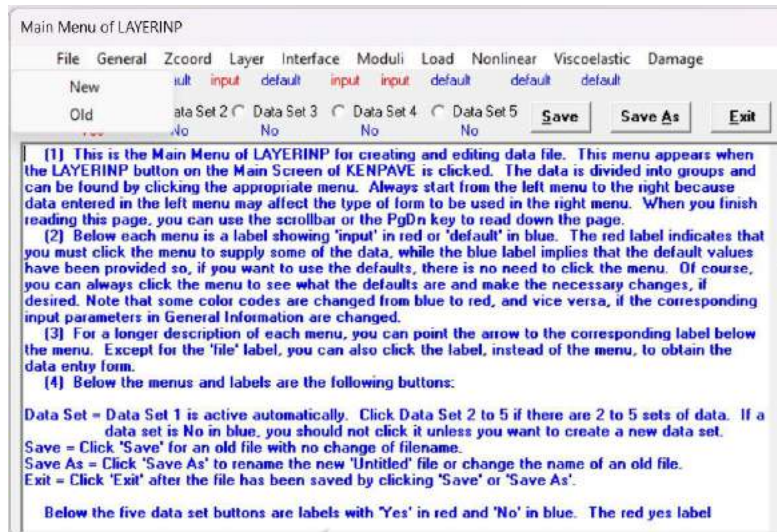 Main Menu of LAYERINP
File General Zcoord Layer Interface Moduli Load Nonlinear Viscoelastic Damage
New
ult input default input input default default default
Old
ata Set 2 Data Set 3 Data Set 4 Data Set 5 Save Save As Exit
No No No No
(1) This is the Main Menu of LAYERINP for creating and editing data file. This menu appears when
the LAYERINP button on the Main Screen of KENPAVE is clicked. The data is divided into groups and
can be found by clicking the appropriate menu. Always start from the left menu to the right because
data entered in the left menu may affect the type of form to be used in the right menu. When you finish
reading this page, you can use the scrollbar or the PgDn key to read down the page.
(2) Below each menu is a label showing 'input' in red or 'default' in blue. The red label indicates that
you must click the menu to supply some of the data, while the blue label implies that the default values
have been provided so, if you want to use the defaults, there is no need to click the menu. Of course,
you can always click the menu to see what the defaults are and make the necessary changes, if
desired. Note that some color codes are changed from blue to red, and vice versa, if the corresponding
input parameters in General Information are changed.
(3) For a longer description of each menu, you can point the arrow to the corresponding label below
the menu. Except for the 'file' label, you can also click the label, instead of the menu, to obtain the
data entry form.
(4) Below the menus and labels are the following buttons:
Data Set = Data Set 1 is active automatically. Click Data Set 2 to 5 if there are 2 to 5 sets of data. If a
data set is No in blue, you should not click it unless you want to create a new data set.
Save = Click 'Save' for an old file with no change of filename.
Save As = Click 'Save As' to rename the new 'Untitled' file or change the name of an old file.
Exit = Click 'Exit' after the file has been saved by clicking 'Save' or 'Save As'.
Below the five data set buttons are labels with 'Yes' in red and 'No' in blue. The red yes label